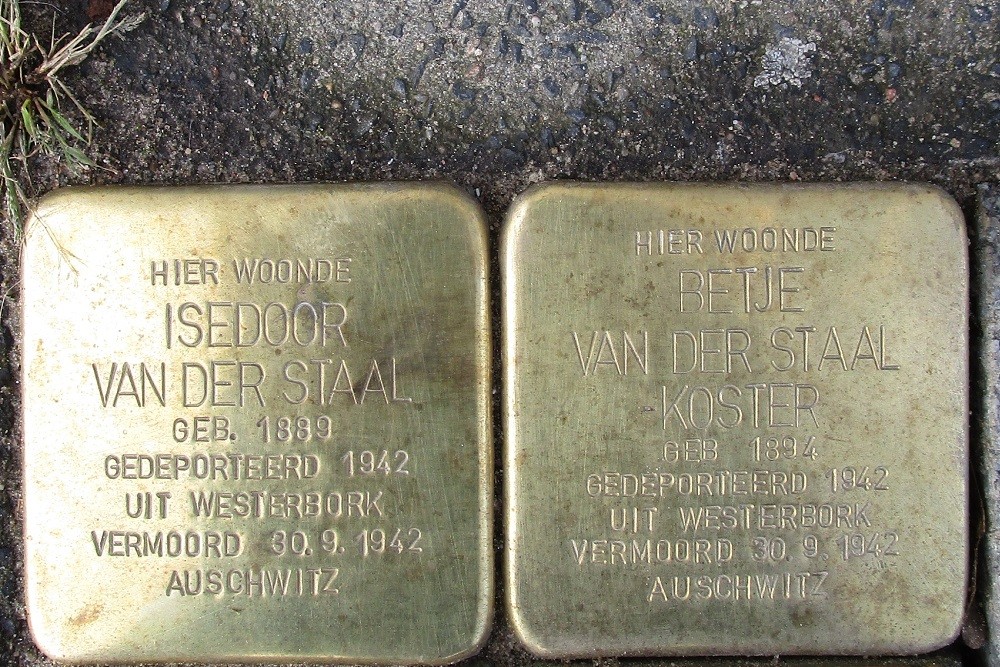 HIER WOONDE
ISEDOOR
VAN DER STAAL
GEB. 1889
GEDEPORTEERD 1942
UIT WESTERBORK
VERMOORD 30.9.1942
AUSCHWITZ
HIER WOONDE
BETJE
VAN DER STAAL
-KOSTER
GEB 1894
GEDEPORTEERD 1942
UIT WESTERBORK
VERMOORD 30.9.1942
AUSCHWITZ